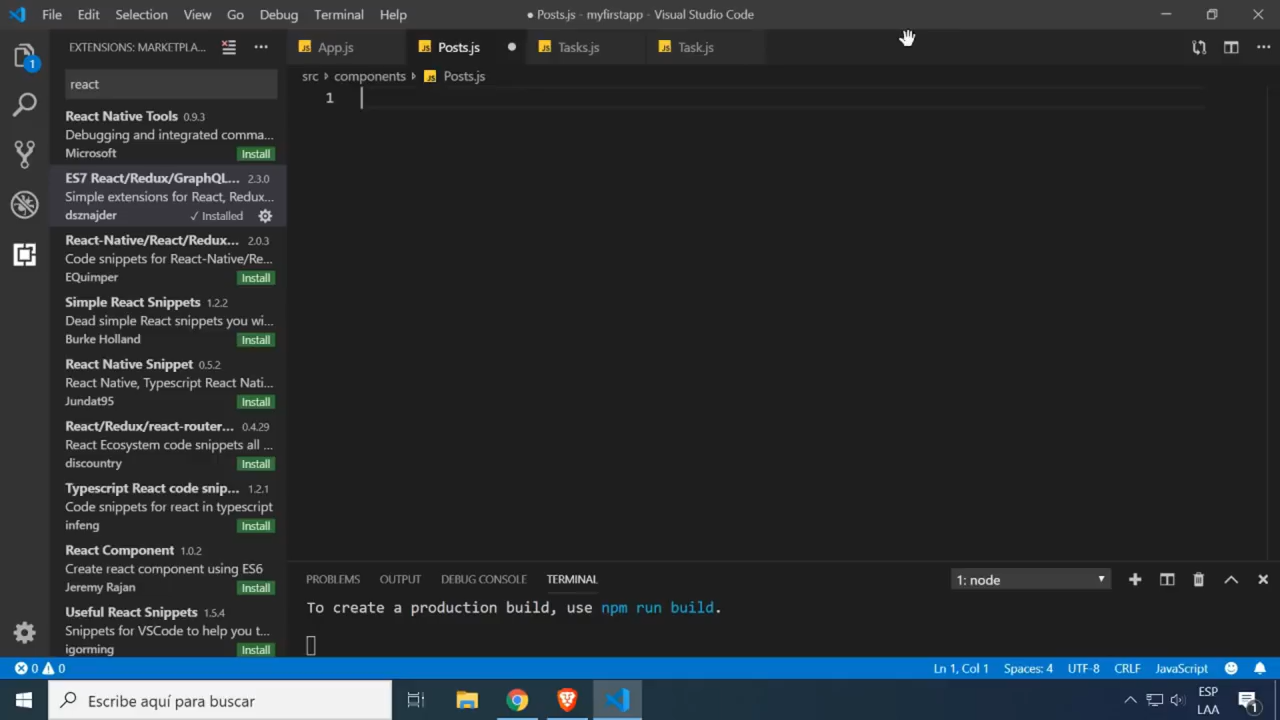 File Edit Selection View Go Debug Terminal Help
● Posts.js - myfirstapp - Visual Studio Code
1
EXTENSIONS: MARKETPLA...
react
React Native Tools 0.9.3
Debugging and integrated comma...
Microsoft Install
ES7 React/Redux/GraphQL... 2.3.0
Simple extensions for React, Redux...
dsznajder ✓ Installed
React-Native/React/Redux... 2.0.3
Code snippets for React-Native/Re...
EQuimper Install
Simple React Snippets 1.2.2
Dead simple React snippets you wi...
Burke Holland Install
React Native Snippet 0.5.2
React Native, Typescript React Nati...
Jundat95 Install
React/Redux/react-router... 0.4.29
React Ecosystem code snippets all ...
discountry Install
Typescript React code snip... 1.2.1
Code snippets for react in typescript
infeng Install
React Component 1.0.2
Create react component using ES6
Jeremy Rajan Install
Useful React Snippets 1.5.4
Snippets for VSCode to help you t...
igorming Install
JS App.js JS Posts.js ● JS Tasks.js JS Task.js
src › components › JS Posts.js
1
PROBLEMS OUTPUT DEBUG CONSOLE TERMINAL 1: node
To create a production build, use npm run build.
0 0 Ln 1, Col 1 Spaces: 4 UTF-8 CRLF JavaScript
Escribe aquí para buscar
ESP
LAA
1